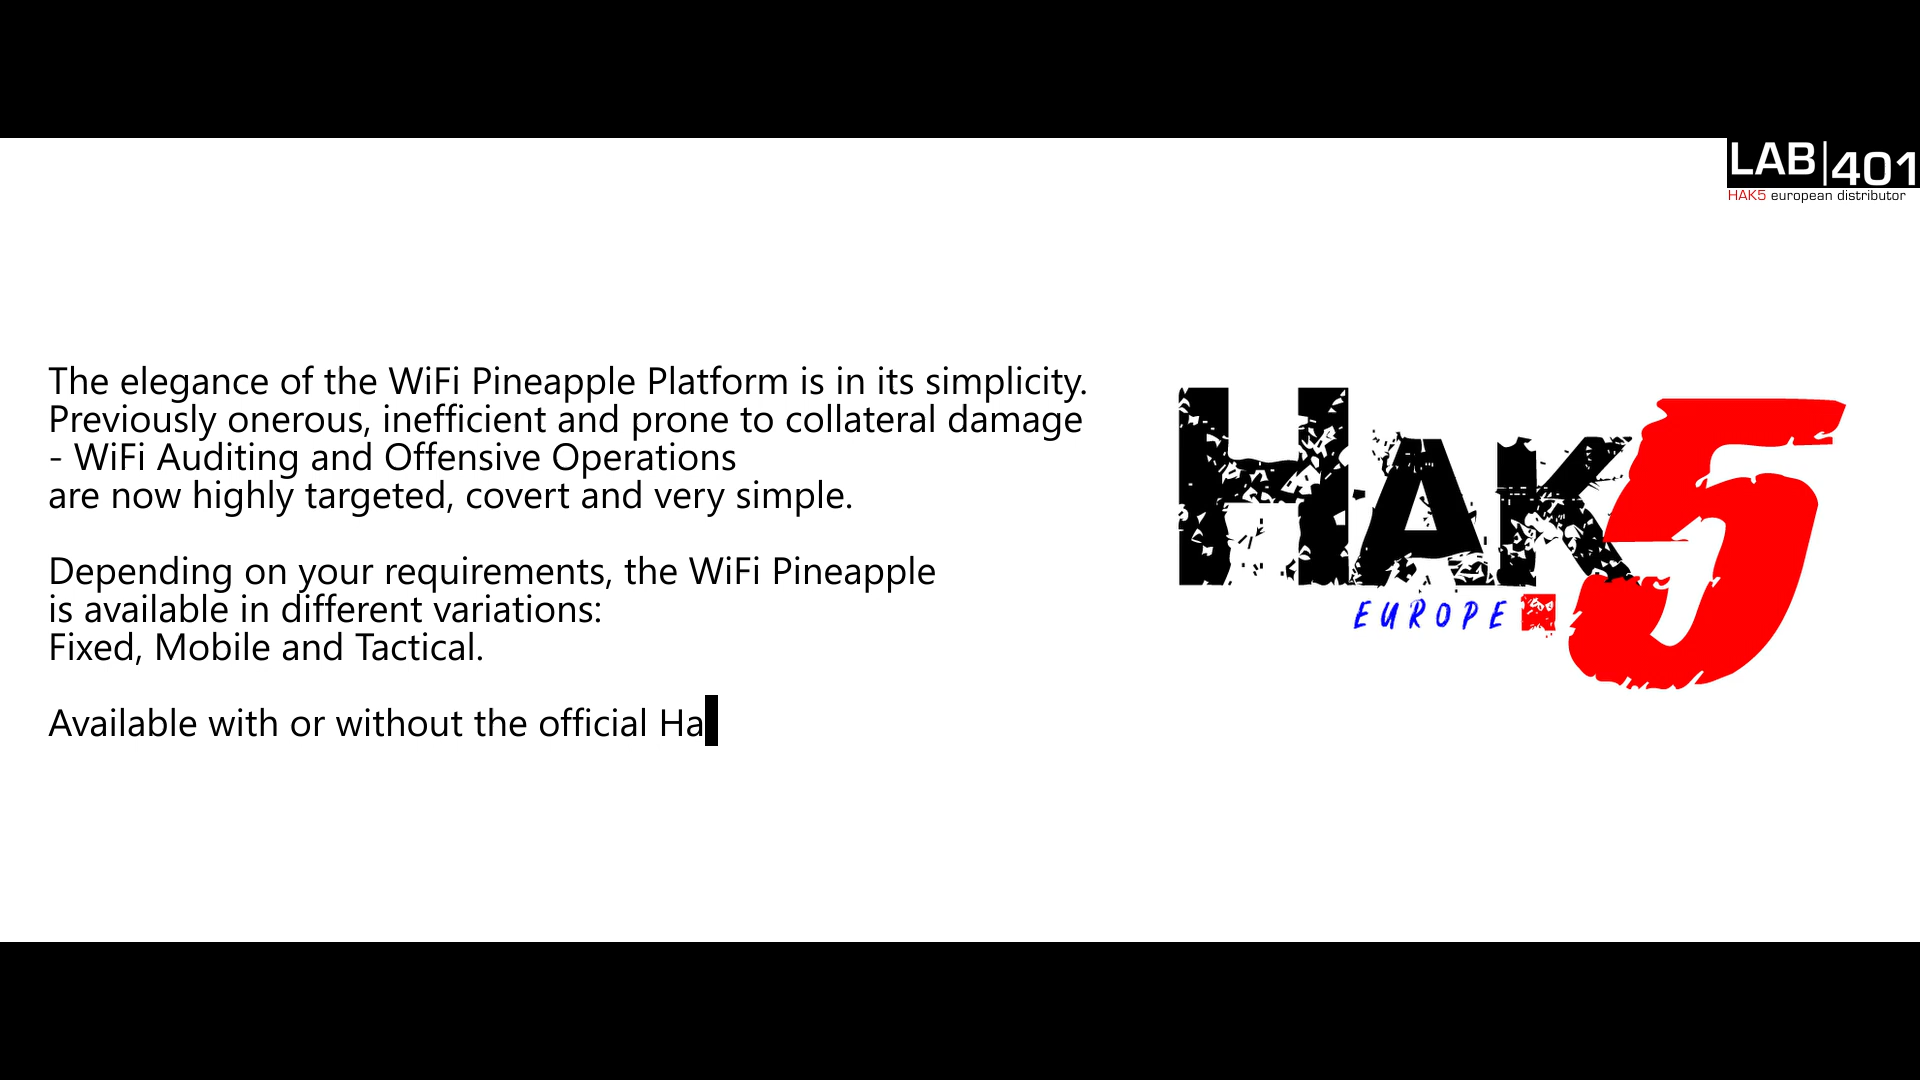 LAB|401
HAK5 european distributor
The elegance of the WiFi Pineapple Platform is in its simplicity.
Previously onerous, inefficient and prone to collateral damage
- WiFi Auditing and Offensive Operations
are now highly targeted, covert and very simple.
Depending on your requirements, the WiFi Pineapple
is available in different variations:
Fixed, Mobile and Tactical.
Available with or without the official Ha
HAK5
EUROPE